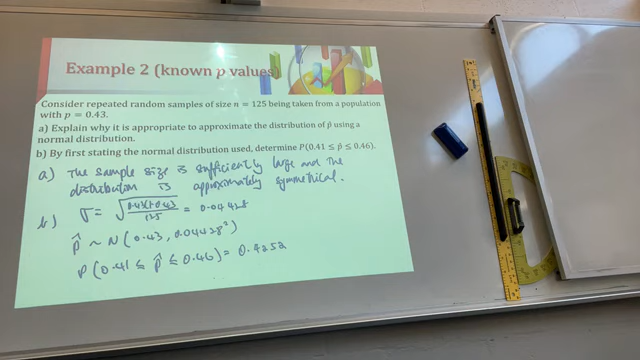 Example 2 (known p values)
Consider repeated random samples of size n = 125 being taken from a population
with p = 0.43.
a) Explain why it is appropriate to approximate the distribution of p̂ using a
normal distribution.
b) By first stating the normal distribution used, determine P(0.41 ≤ p̂ ≤ 0.46).
a) The sample size is sufficiently large and the
distribution is approximately symmetrical.
b) σ = √(0.43(1-0.43)/125) = 0.04428
p̂ ~ N(0.43, 0.04428²)
P(0.41 ≤ p̂ ≤ 0.46) = 0.4252